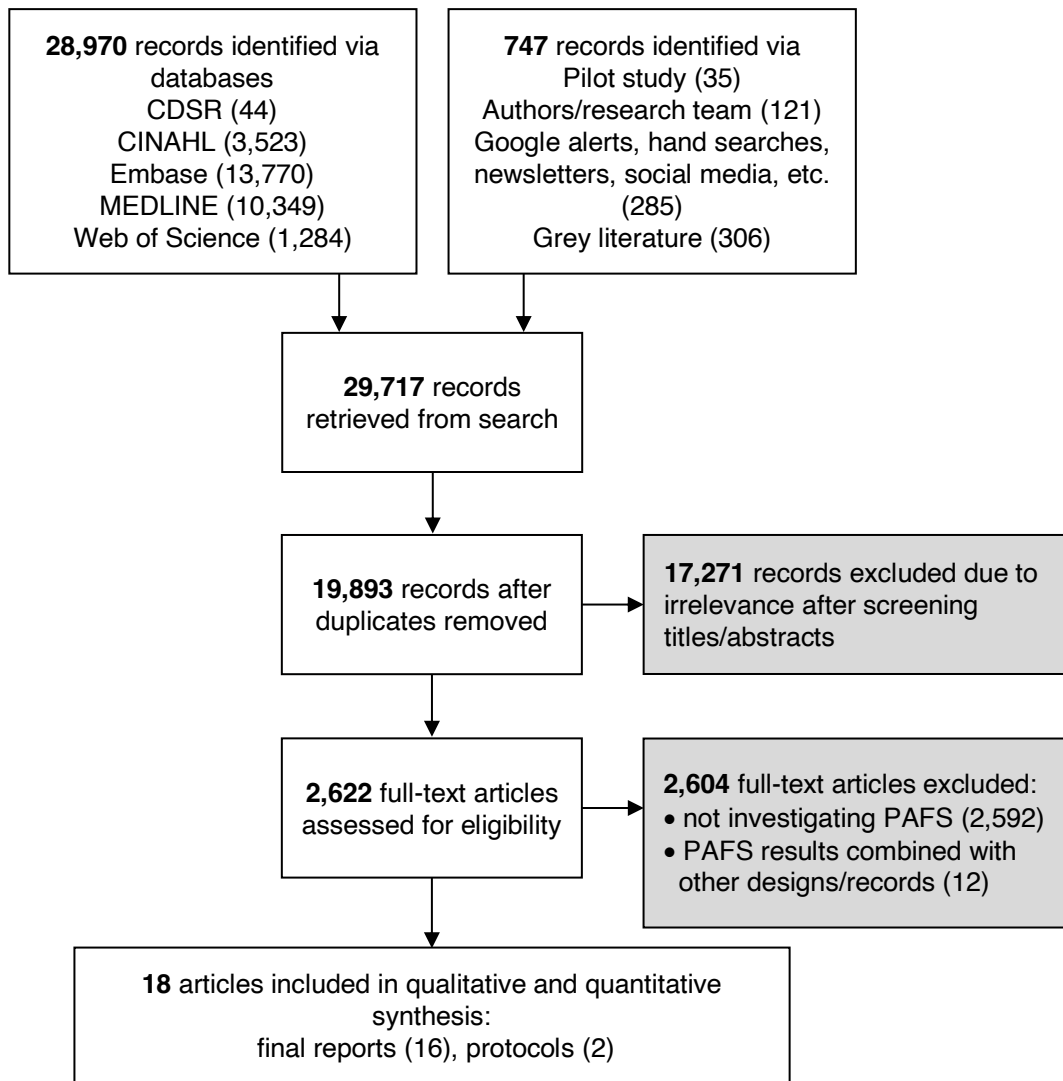 28,970 records identified via
databases
CDSR (44)
CINAHL (3,523)
Embase (13,770)
MEDLINE (10,349)
Web of Science (1,284)
747 records identified via
Pilot study (35)
Authors/research team (121)
Google alerts, hand searches,
newsletters, social media, etc.
(285)
Grey literature (306)
29,717 records
retrieved from search
19,893 records after
duplicates removed
17,271 records excluded due to
irrelevance after screening
titles/abstracts
2,622 full-text articles
assessed for eligibility
2,604 full-text articles excluded:
• not investigating PAFS (2,592)
• PAFS results combined with
other designs/records (12)
18 articles included in qualitative and quantitative
synthesis:
final reports (16), protocols (2)